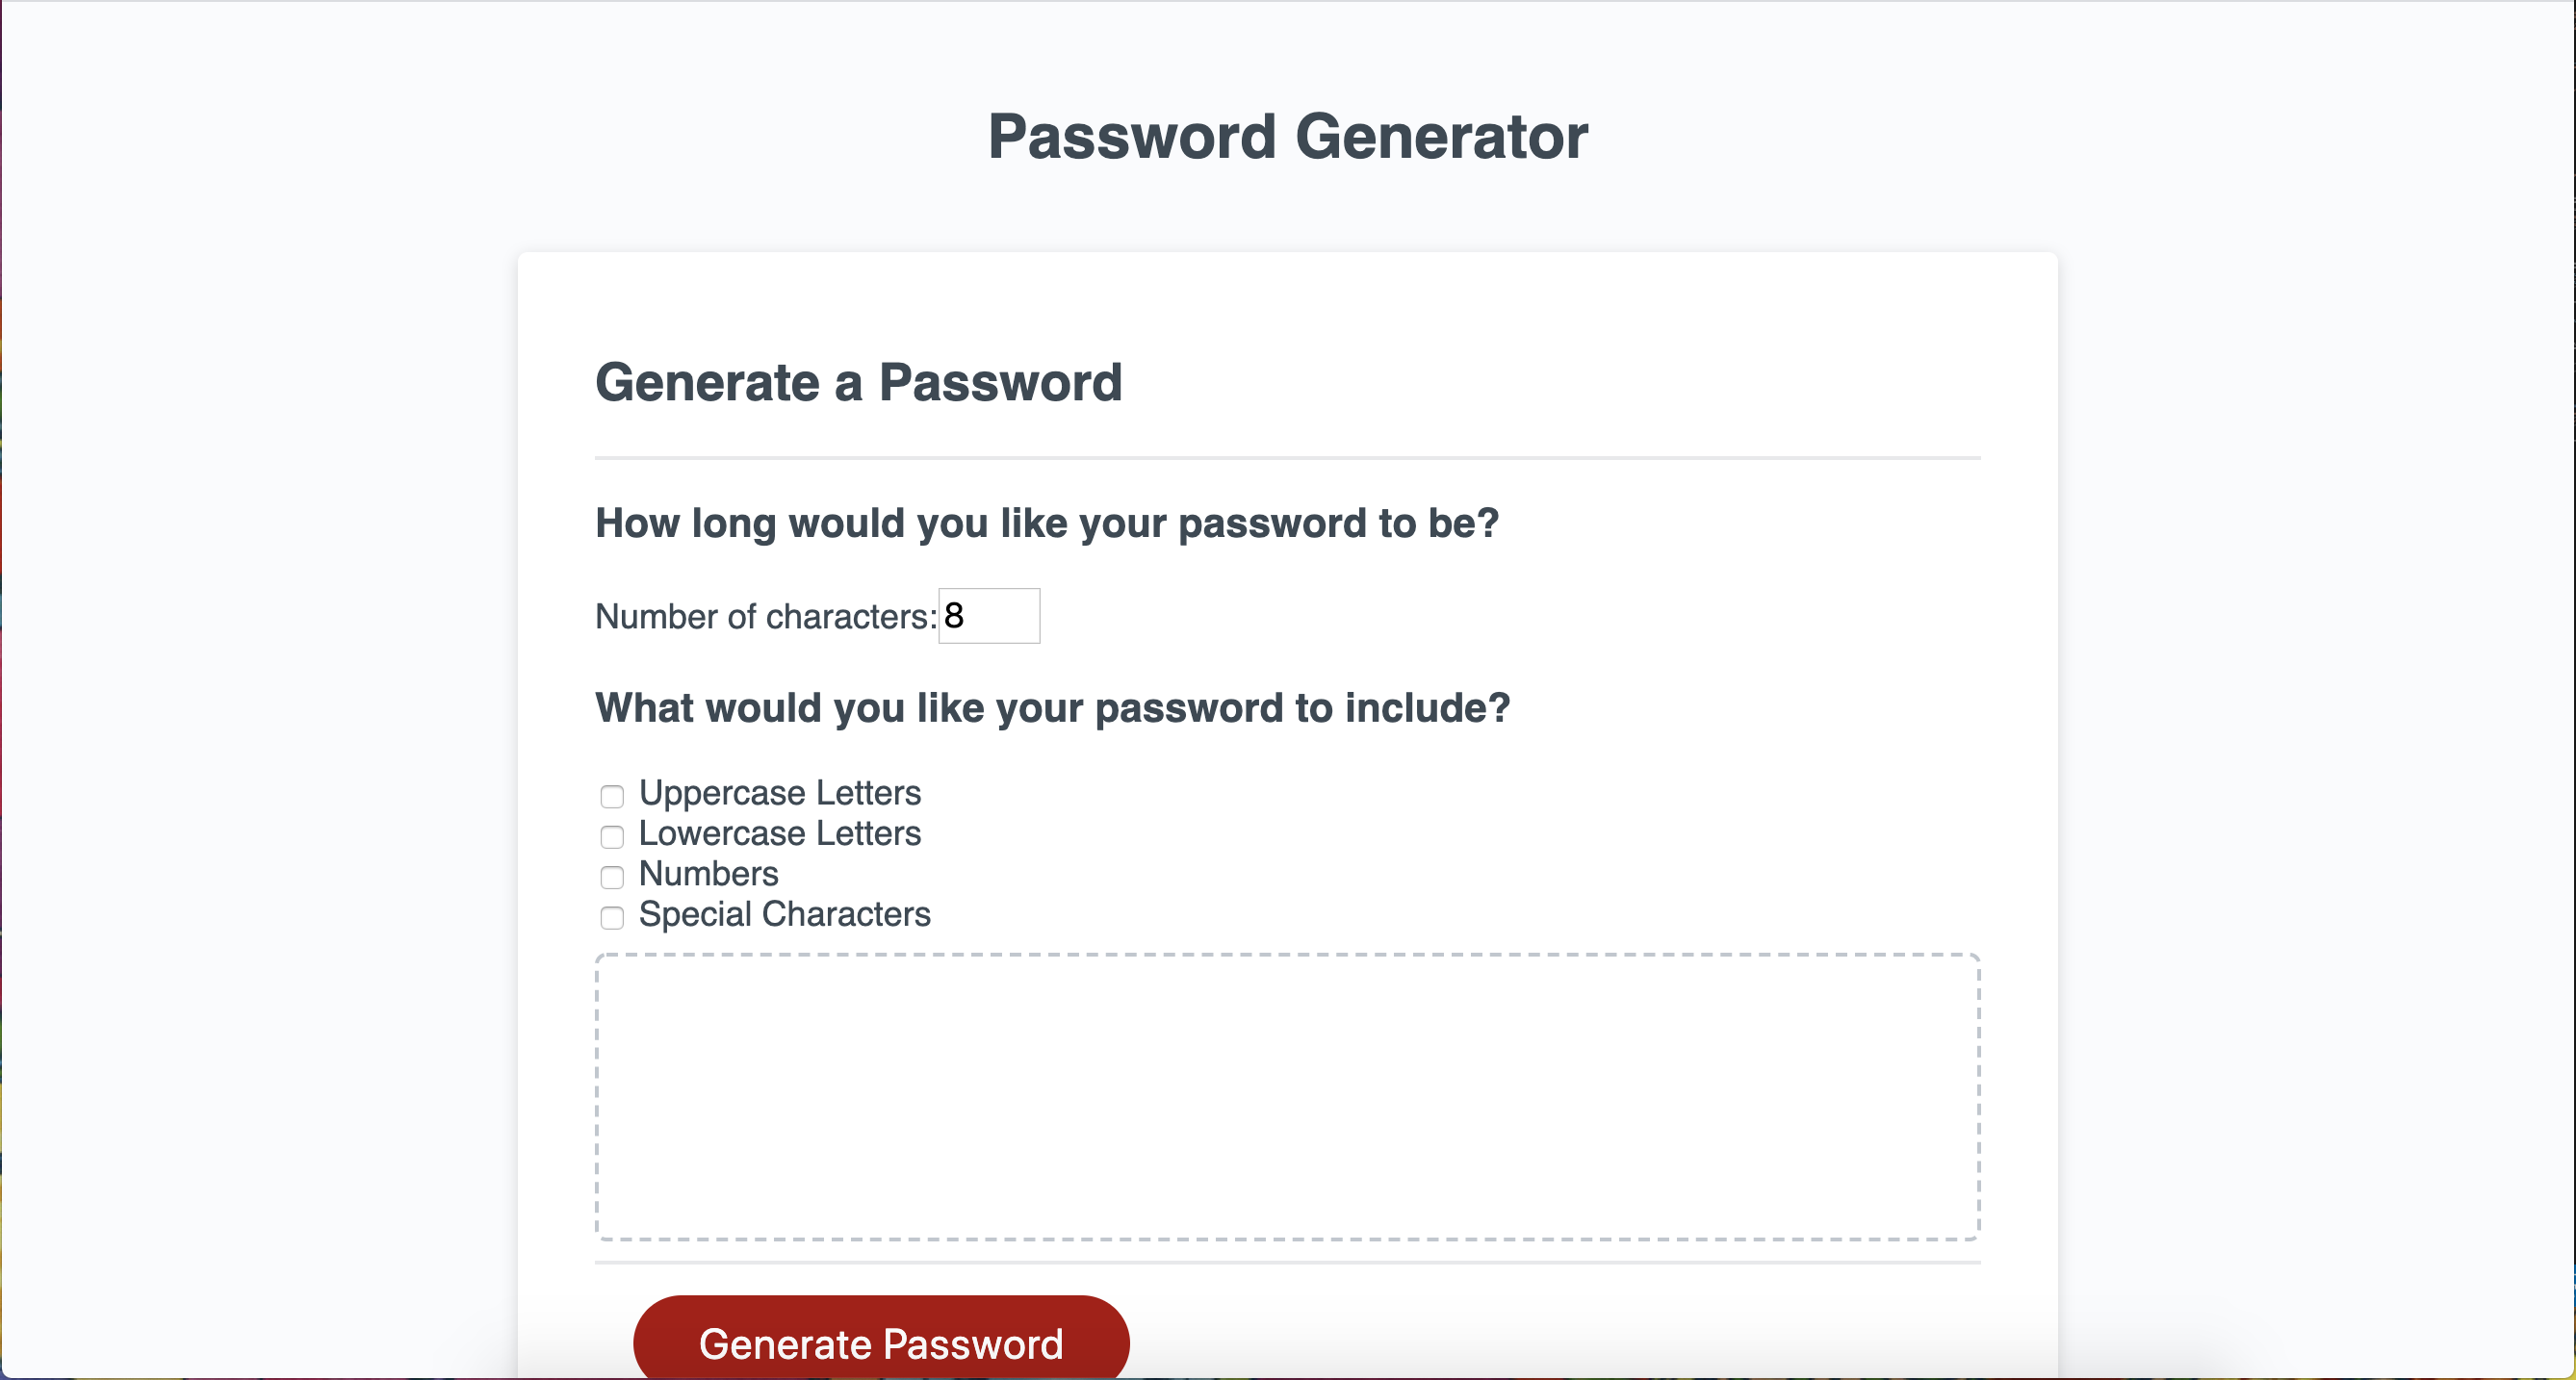 Password Generator
Generate a Password
How long would you like your password to be?
Number of characters: 8
What would you like your password to include?
Uppercase Letters
Lowercase Letters
Numbers
Special Characters
Generate Password